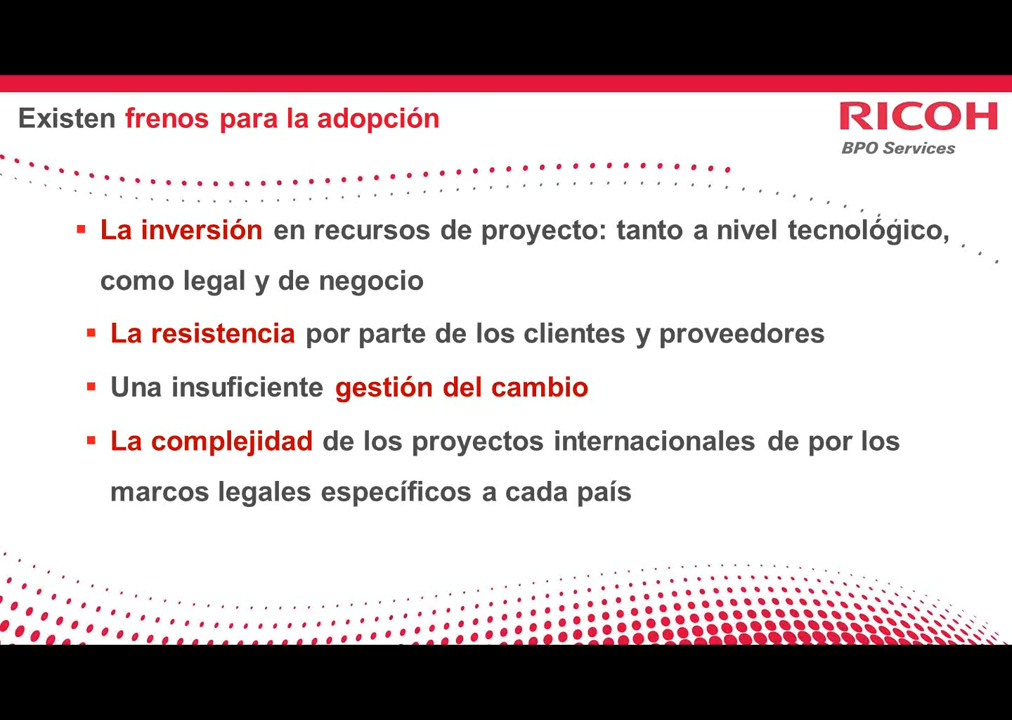 Existen frenos para la adopción
RICOH
BPO Services
La inversión en recursos de proyecto: tanto a nivel tecnológico,
como legal y de negocio
La resistencia por parte de los clientes y proveedores
Una insuficiente gestión del cambio
La complejidad de los proyectos internacionales de por los
marcos legales específicos a cada país